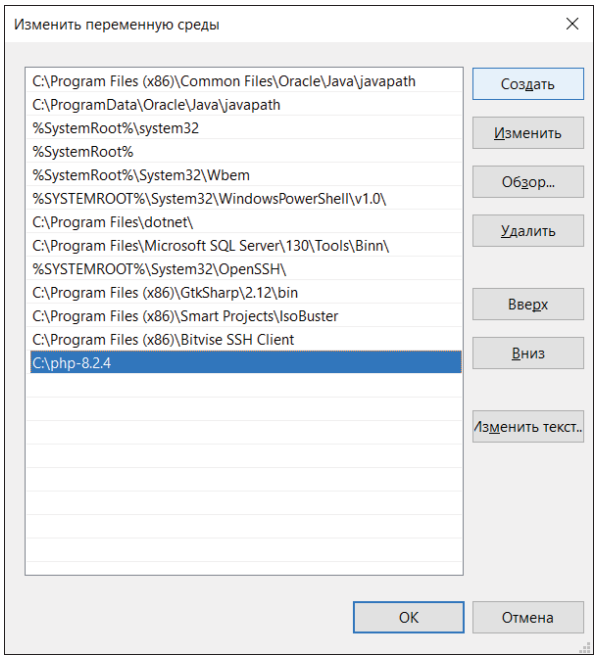 Изменить переменную среды
C:\Program Files (x86)\Common Files\Oracle\Java\javapath
C:\ProgramData\Oracle\Java\javapath
%SystemRoot%\system32
%SystemRoot%
%SystemRoot%\System32\Wbem
%SYSTEMROOT%\System32\WindowsPowerShell\v1.0\
C:\Program Files\dotnet\
C:\Program Files\Microsoft SQL Server\130\Tools\Binn\
%SYSTEMROOT%\System32\OpenSSH\
C:\Program Files (x86)\GtkSharp\2.12\bin
C:\Program Files (x86)\Smart Projects\IsoBuster
C:\Program Files (x86)\Bitvise SSH Client
C:\php-8.2.4
Создать
Изменить
Обзор...
Удалить
Вверх
Вниз
Изменить текст..
OK
Отмена